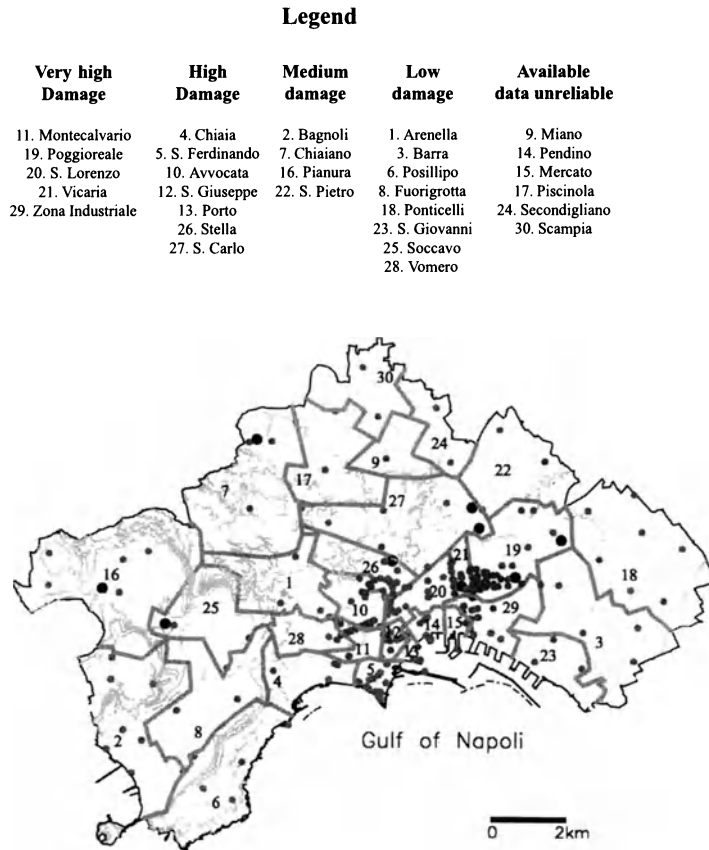 Legend
Very high Damage
11. Montecalvario
19. Poggioreale
20. S. Lorenzo
21. Vicaria
29. Zona Industriale
High Damage
4. Chiaia
5. S. Ferdinando
10. Avvocata
12. S. Giuseppe
13. Porto
26. Stella
27. S. Carlo
Medium damage
2. Bagnoli
7. Chiaiano
16. Pianura
22. S. Pietro
Low damage
1. Arenella
3. Barra
6. Posillipo
8. Fuorigrotta
18. Ponticelli
23. S. Giovanni
25. Soccavo
28. Vomero
Available data unreliable
9. Miano
14. Pendino
15. Mercato
17. Piscinola
24. Secondigliano
30. Scampia
30
24
22
9
17
27
7
21
19
26
16
1
20
18
25
10
29
14
15
12
28
11
13
3
23
5
4
8
2
6
Gulf of Napoli
0
2km